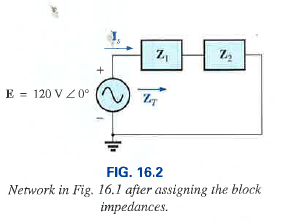 I_s
Z_1
Z_2
+
E = 120 V ∠ 0°
Z_T
–
FIG. 16.2
Network in Fig. 16.1 after assigning the block
impedances.